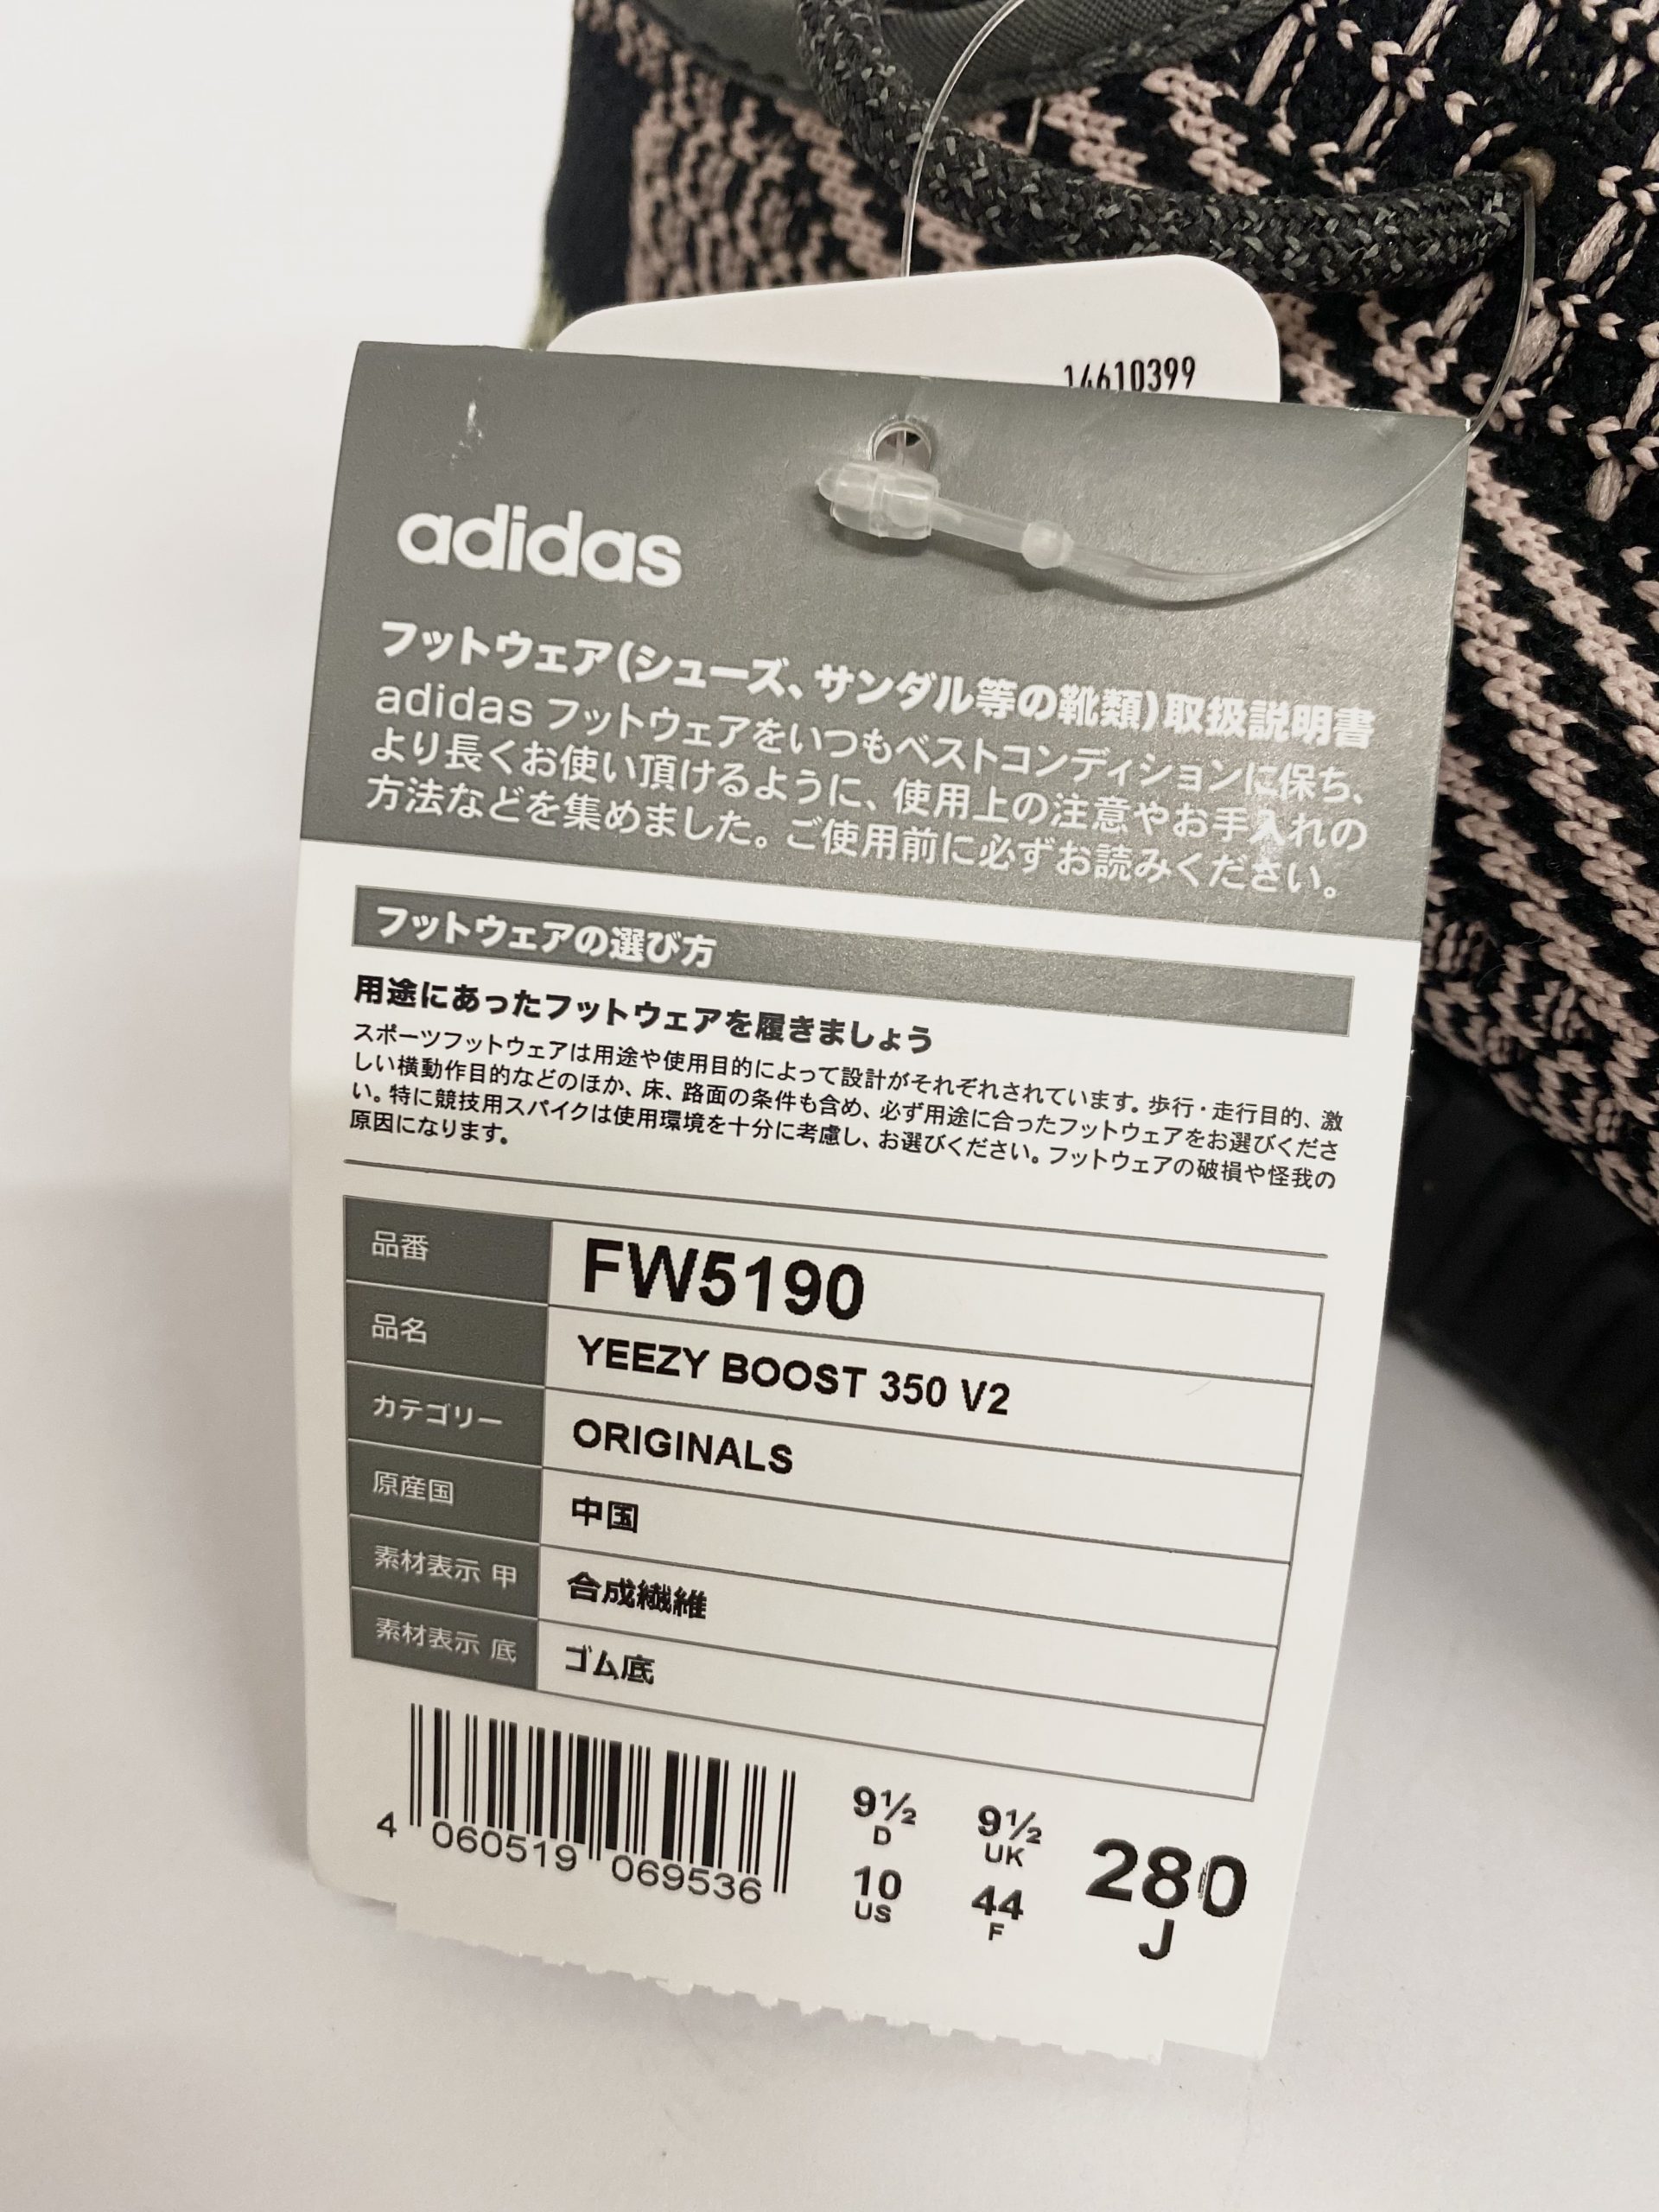 14610399
adidas
フットウェア(シューズ、サンダル等の靴類)取扱説明書
adidas フットウェアをいつもベストコンディションに保ち、
より長くお使い頂けるように、使用上の注意やお手入れの
方法などを集めました。ご使用前に必ずお読みください。
フットウェアの選び方
用途にあったフットウェアを履きましょう
スポーツフットウェアは用途や使用目的によって設計がそれぞれされています。歩行・走行目的、激
しい横動作目的などのほか、床、路面の条件も含め、必ず用途に合ったフットウェアをお選びくださ
い。特に競技用スパイクは使用環境を十分に考慮し、お選びください。フットウェアの破損や怪我の
原因になります。
品番 FW5190
品名 YEEZY BOOST 350 V2
カテゴリー ORIGINALS
原産国 中国
素材表示 甲 合成繊維
素材表示 底 ゴム底
4 060519 069536
9½ D 9½ UK
10 US 44 F
280 J